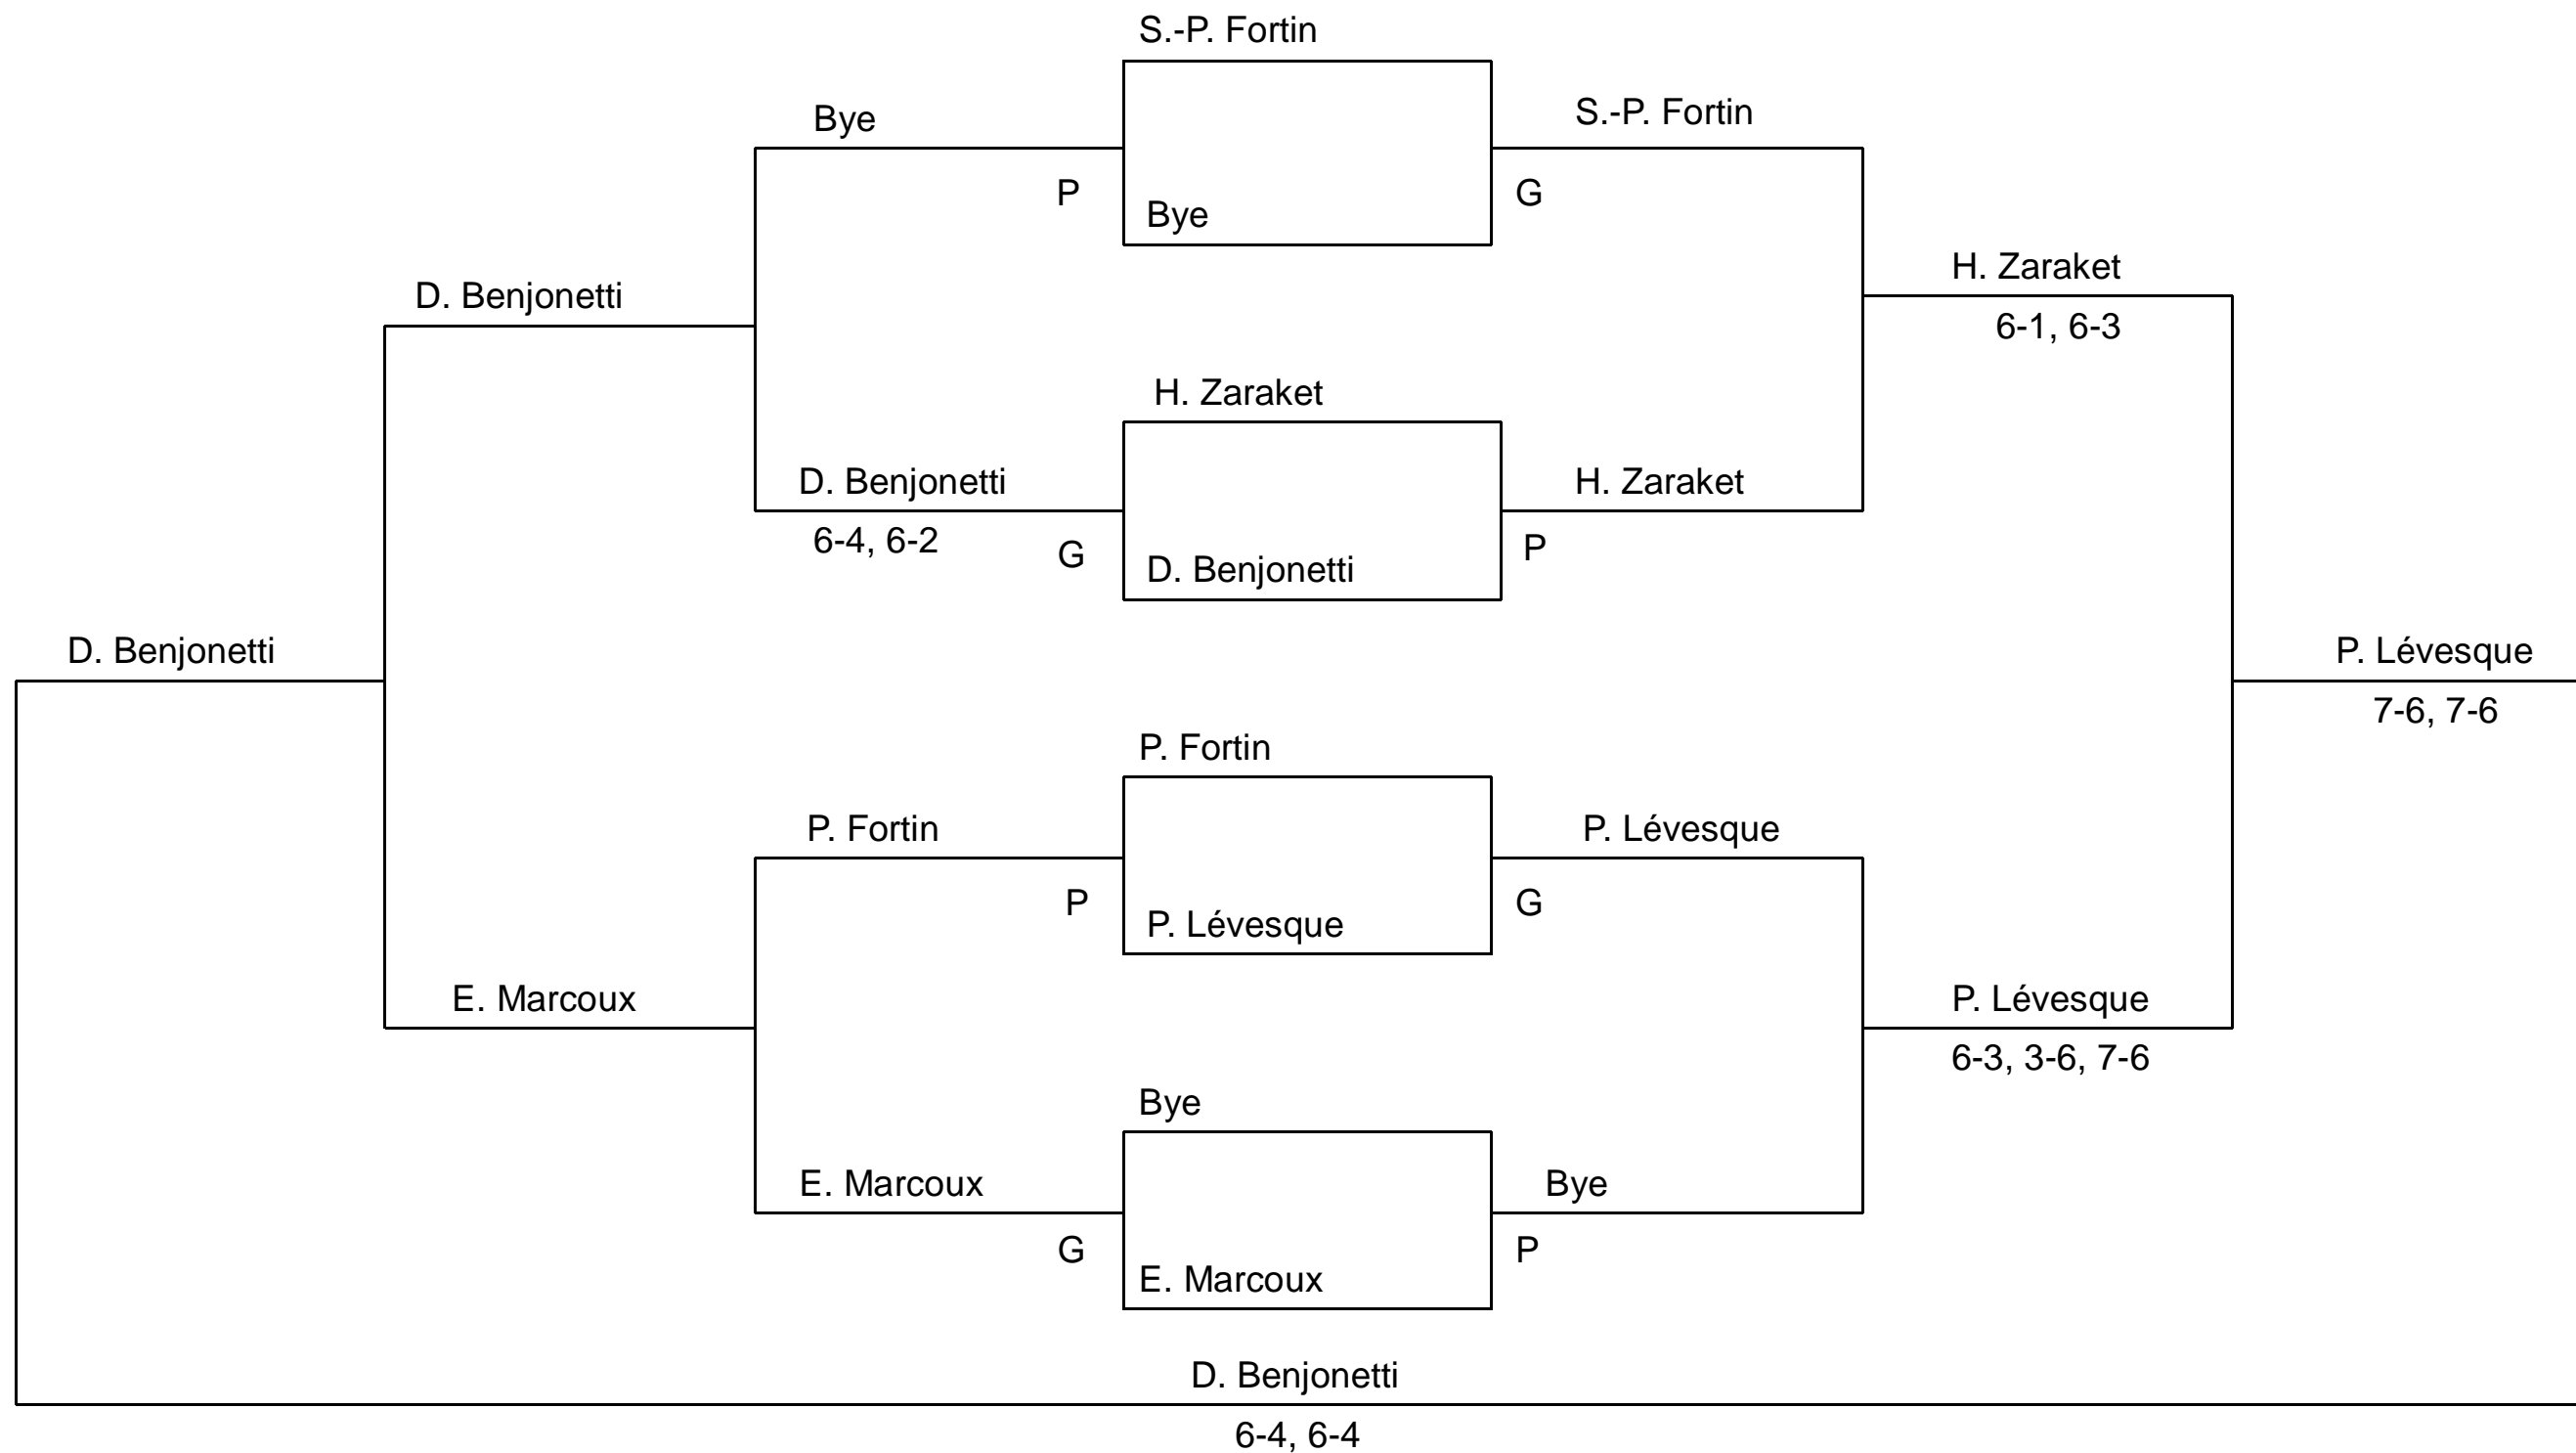 S.-P. Fortin
Bye
S.-P. Fortin
P
G
Bye
H. Zaraket
D. Benjonetti
6-1, 6-3
H. Zaraket
D. Benjonetti
H. Zaraket
6-4, 6-2
G
P
D. Benjonetti
D. Benjonetti
P. Lévesque
7-6, 7-6
P. Fortin
P. Fortin
P. Lévesque
P
G
P. Lévesque
E. Marcoux
P. Lévesque
6-3, 3-6, 7-6
Bye
E. Marcoux
Bye
G
P
E. Marcoux
D. Benjonetti
6-4, 6-4